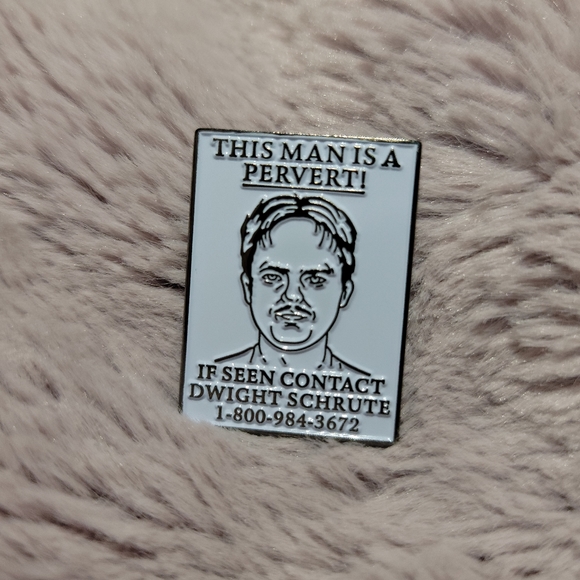 THIS MAN IS A
PERVERT!
IF SEEN CONTACT
DWIGHT SCHRUTE
1-800-984-3672